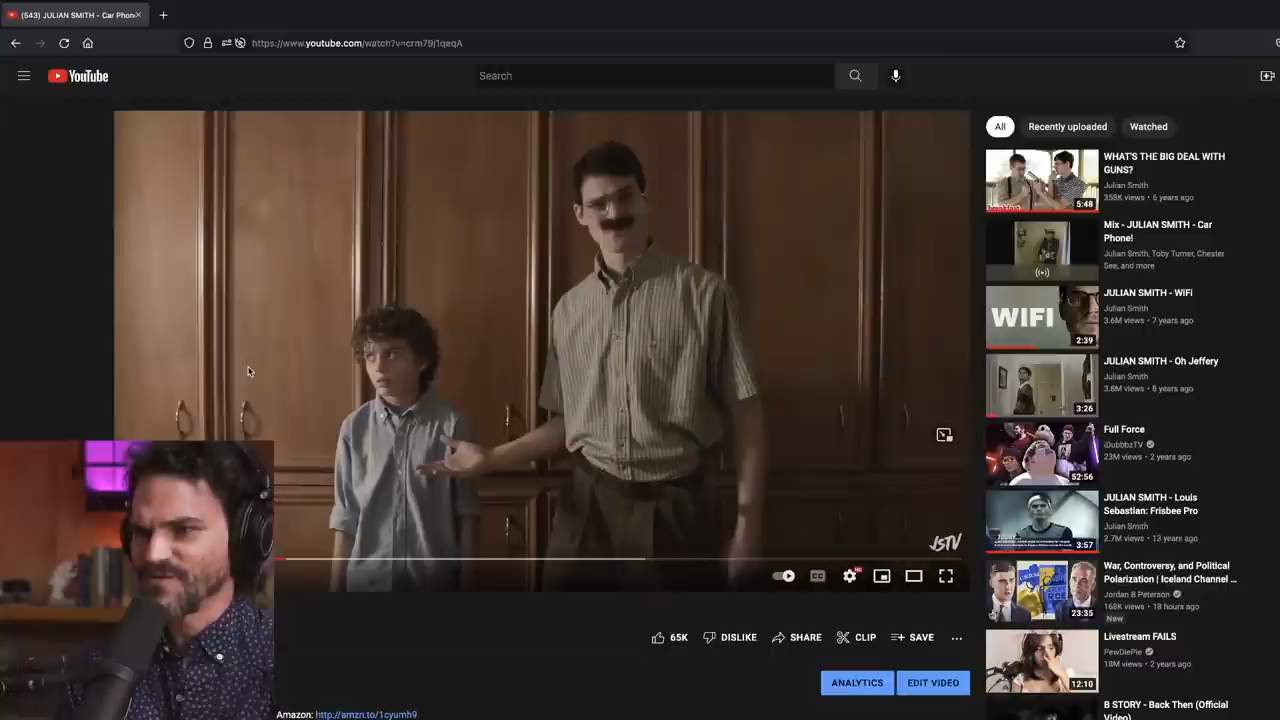 (543) JULIAN SMITH - Car Phon
https://www.youtube.com/watch?v=crm79j1qeqA
YouTube
Search
All
Recently uploaded
Watched
WHAT'S THE BIG DEAL WITH
GUNS?
Julian Smith
358K views • 6 years ago
5:48
Mix - JULIAN SMITH - Car
Phone!
Julian Smith, Toby Turner, Chester
See, and more
JULIAN SMITH - WiFi
Julian Smith
3.6M views • 7 years ago
WIFI
2:39
JULIAN SMITH - Oh Jeffery
Julian Smith
3.8M views • 8 years ago
3:26
Full Force
iDubbbzTV
23M views • 2 years ago
52:56
JULIAN SMITH - Louis
Sebastian: Frisbee Pro
Julian Smith
2.7M views • 13 years ago
3:57
War, Controversy, and Political
Polarization | Iceland Channel ...
Jordan B Peterson
168K views • 18 hours ago
New
23:35
Livestream FAILS
PewDiePie
18M views • 2 years ago
12:10
B STORY - Back Then (Official
Video)
JSTV
CC
HD
65K
DISLIKE
SHARE
CLIP
SAVE
ANALYTICS
EDIT VIDEO
Amazon: http://amzn.to/1cyumh9